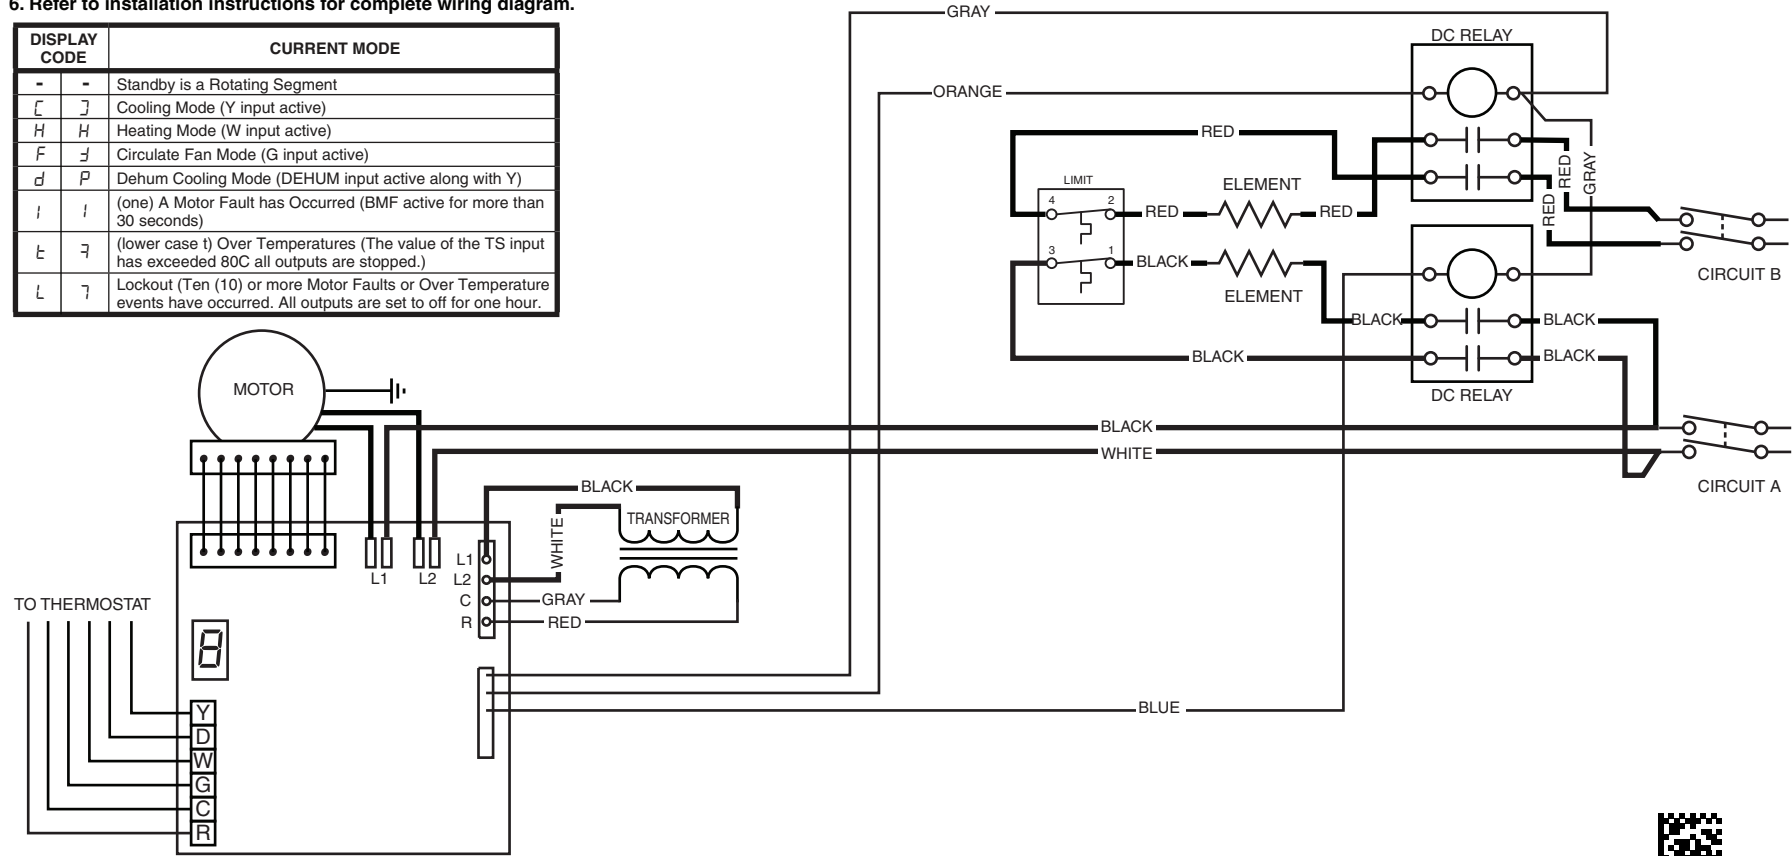 6. Refer to Installation Instructions for complete wiring diagram.
DISPLAY CODE CURRENT MODE
- - Standby is a Rotating Segment
Cooling Mode (Y input active)
H H Heating Mode (W input active)
F Circulate Fan Mode (G input active)
d P Dehum Cooling Mode (DEHUM input active along with Y)
(one) A Motor Fault has Occurred (BMF active for more than
30 seconds)
t (lower case t) Over Temperatures (The value of the TS input
has exceeded 80C all outputs are stopped.)
L Lockout (Ten (10) or more Motor Faults or Over Temperature
events have occurred. All outputs are set to off for one hour.
GRAY
DC RELAY
ORANGE
RED
RED
GRAY
RED
LIMIT
4 2
RED
ELEMENT
RED
3 1
BLACK
ELEMENT
CIRCUIT B
BLACK
BLACK
BLACK
BLACK
DC RELAY
MOTOR
BLACK
WHITE
CIRCUIT A
BLACK
WHITE
TRANSFORMER
L1
L2
L1
L2
C
R
GRAY
RED
TO THERMOSTAT
8
BLUE
Y
D
W
G
C
R